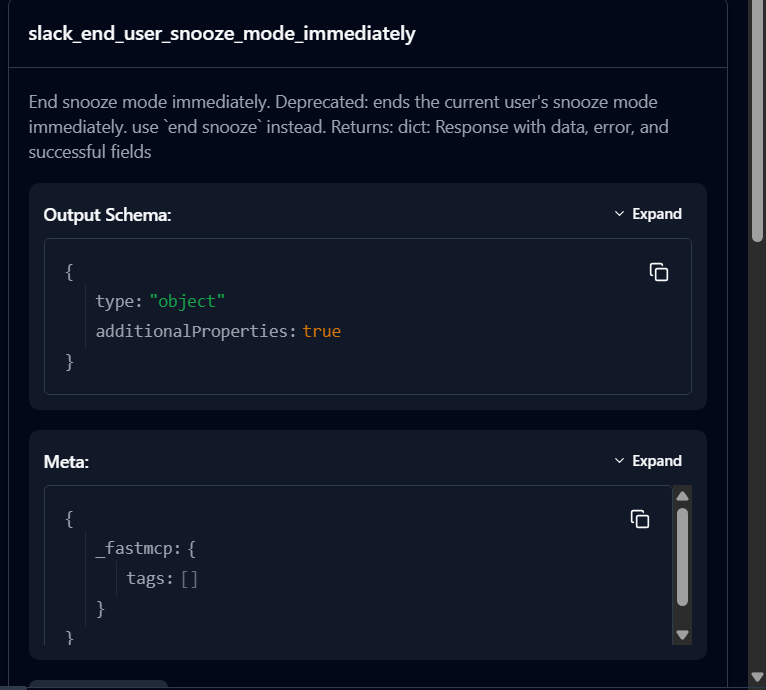 slack_end_user_snooze_mode_immediately
End snooze mode immediately. Deprecated: ends the current user's snooze mode
immediately. use `end snooze` instead. Returns: dict: Response with data, error, and
successful fields
Output Schema:
Expand
{
type: "object"
additionalProperties: true
}
Meta:
Expand
{
_fastmcp: {
tags: []
}
}